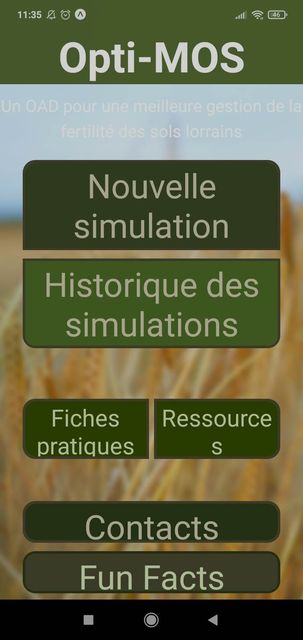 11:35
46
Opti-MOS
Un OAD pour une meilleure gestion de la
fertilité des sols lorrains
Nouvelle
simulation
Historique des
simulations
Fiches
pratiques
Ressource
s
Contacts
Fun Facts